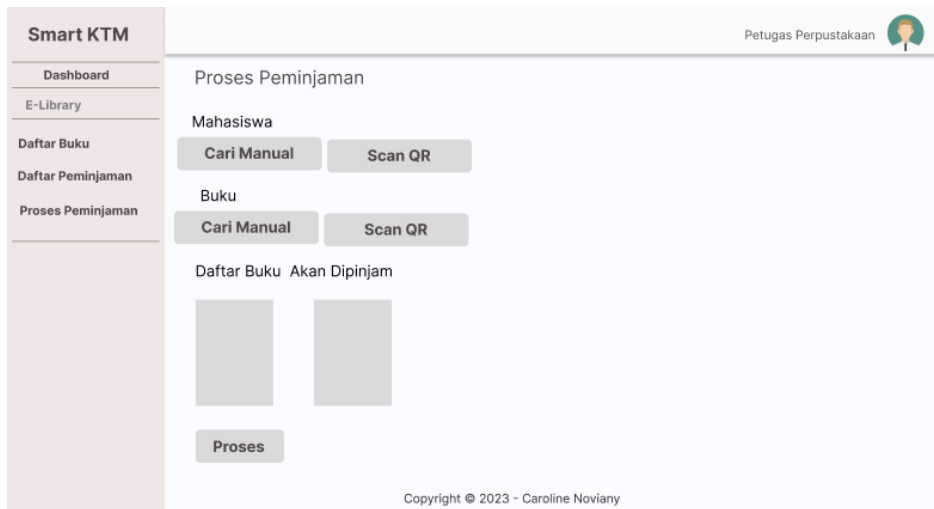 Smart KTM
Petugas Perpustakaan
Dashboard
E-Library
Daftar Buku
Daftar Peminjaman
Proses Peminjaman
Proses Peminjaman
Mahasiswa
Cari Manual
Scan QR
Buku
Cari Manual
Scan QR
Daftar Buku Akan Dipinjam
Proses
Copyright © 2023 - Caroline Noviany